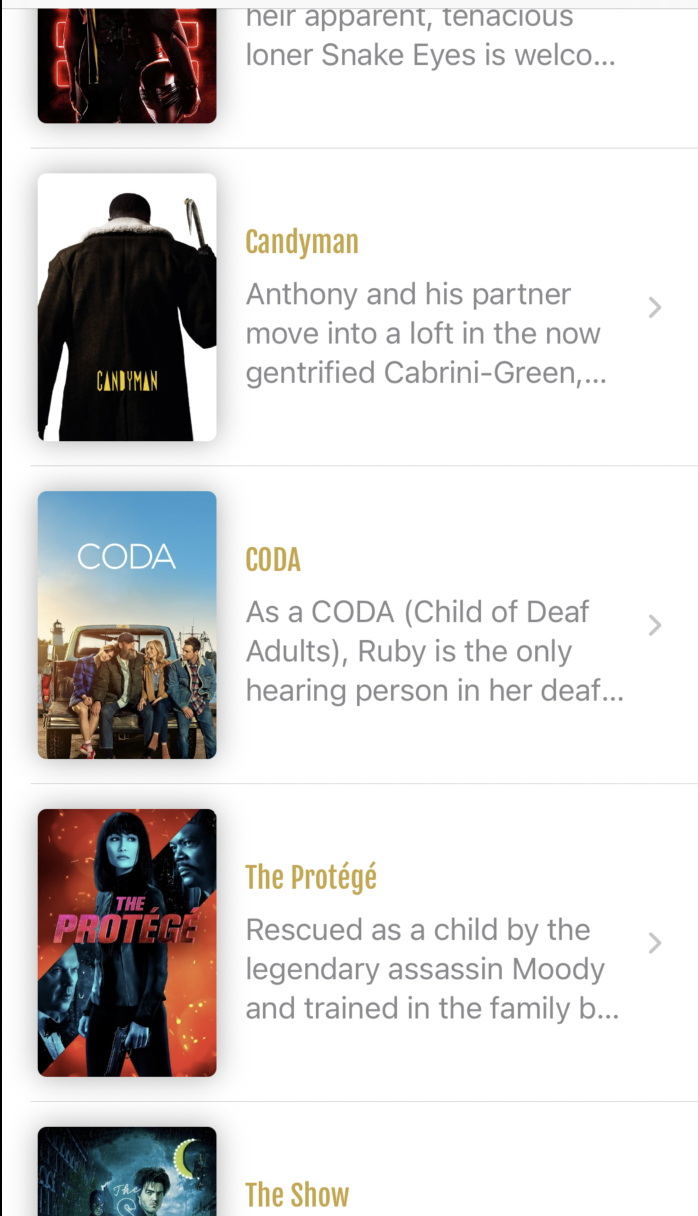 heir apparent, tenacious
loner Snake Eyes is welco...
CANDYMAN
Candyman
Anthony and his partner
move into a loft in the now
gentrified Cabrini-Green,...
CODA
CODA
As a CODA (Child of Deaf
Adults), Ruby is the only
hearing person in her deaf...
THE
PROTÉGÉ
The Protégé
Rescued as a child by the
legendary assassin Moody
and trained in the family b...
The
The Show